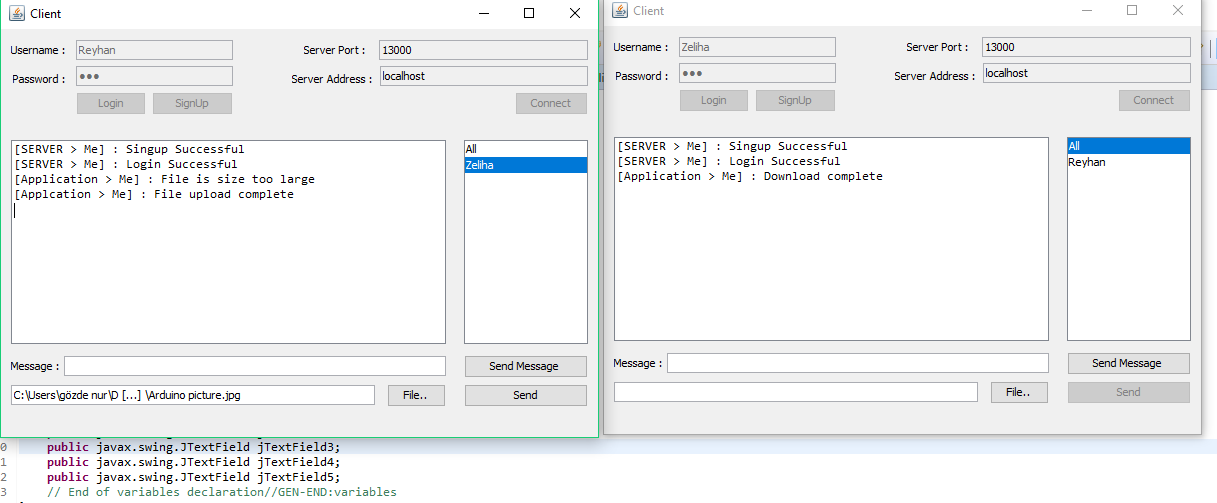 Client
Username : Reyhan Server Port : 13000
Password : ●●● Server Address : localhost
Login SignUp Connect
[SERVER > Me] : Singup Successful
[SERVER > Me] : Login Successful
[Application > Me] : File is size too large
[Applcation > Me] : File upload complete
All
Zeliha
Message : Send Message
C:\Users\gözde nur\D [...] \Arduino picture.jpg File.. Send
Client
Username : Zeliha Server Port : 13000
Password : ●●● Server Address : localhost
Login SignUp Connect
[SERVER > Me] : Singup Successful
[SERVER > Me] : Login Successful
[Application > Me] : Download complete
All
Reyhan
Message : Send Message
File.. Send
0 public javax.swing.JTextField jTextField3;
1 public javax.swing.JTextField jTextField4;
2 public javax.swing.JTextField jTextField5;
3 // End of variables declaration//GEN-END:variables